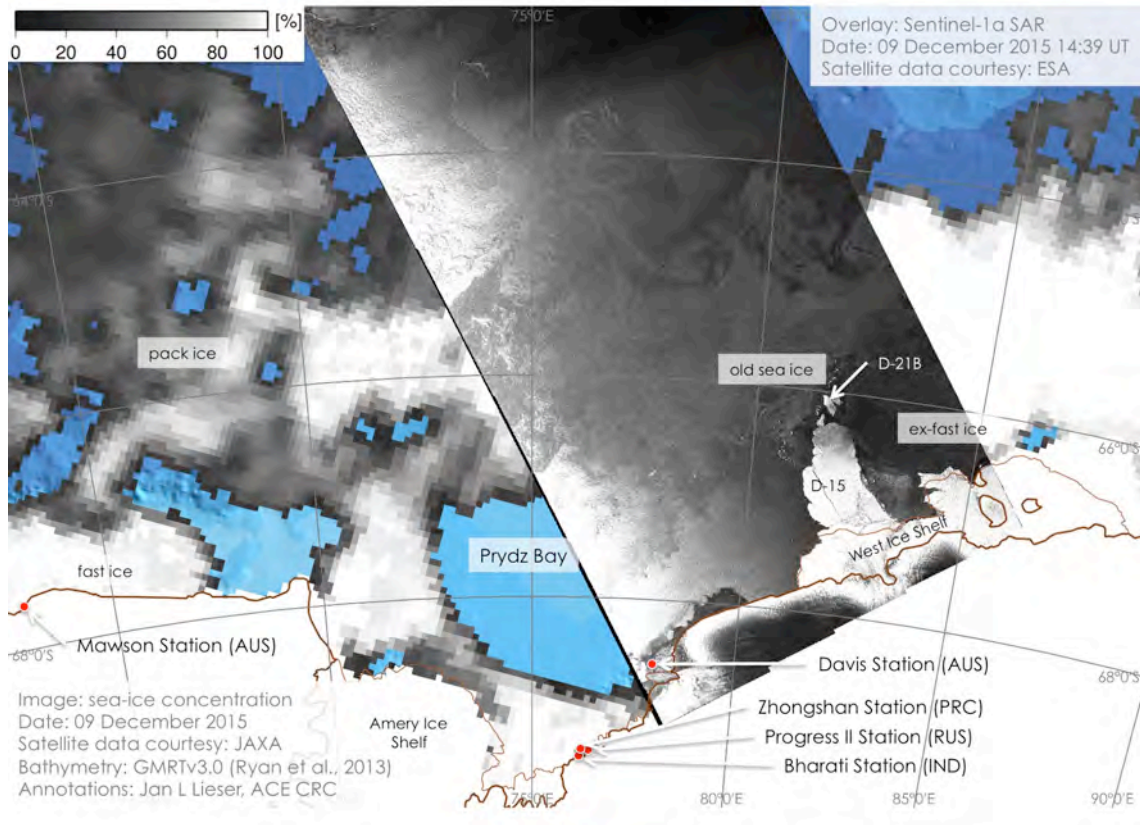 [%]
0 20 40 60 80 100
75°0'E
Overlay: Sentinel-1a SAR
Date: 09 December 2015 14:39 UT
Satellite data courtesy: ESA
64°0'S
pack ice
old sea ice
D-21B
ex-fast ice
66°0'S
D-15
West Ice Shelf
Prydz Bay
fast ice
Mawson Station (AUS)
68°0'S
Davis Station (AUS)
68°0'S
Zhongshan Station (PRC)
Progress II Station (RUS)
Bharati Station (IND)
Amery Ice
Shelf
Image: sea-ice concentration
Date: 09 December 2015
Satellite data courtesy: JAXA
Bathymetry: GMRTv3.0 (Ryan et al., 2013)
Annotations: Jan L Lieser, ACE CRC
75°0'E
80°0'E
85°0'E
90°0'E